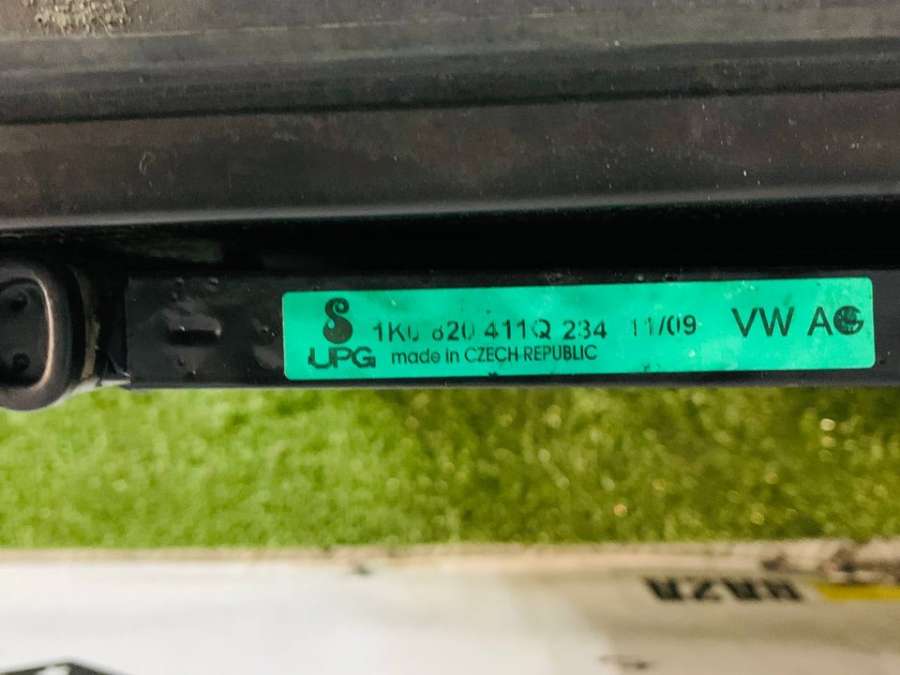 1K0 820 411Q 234 11/09 VW AG
UPG made in CZECH REPUBLIC